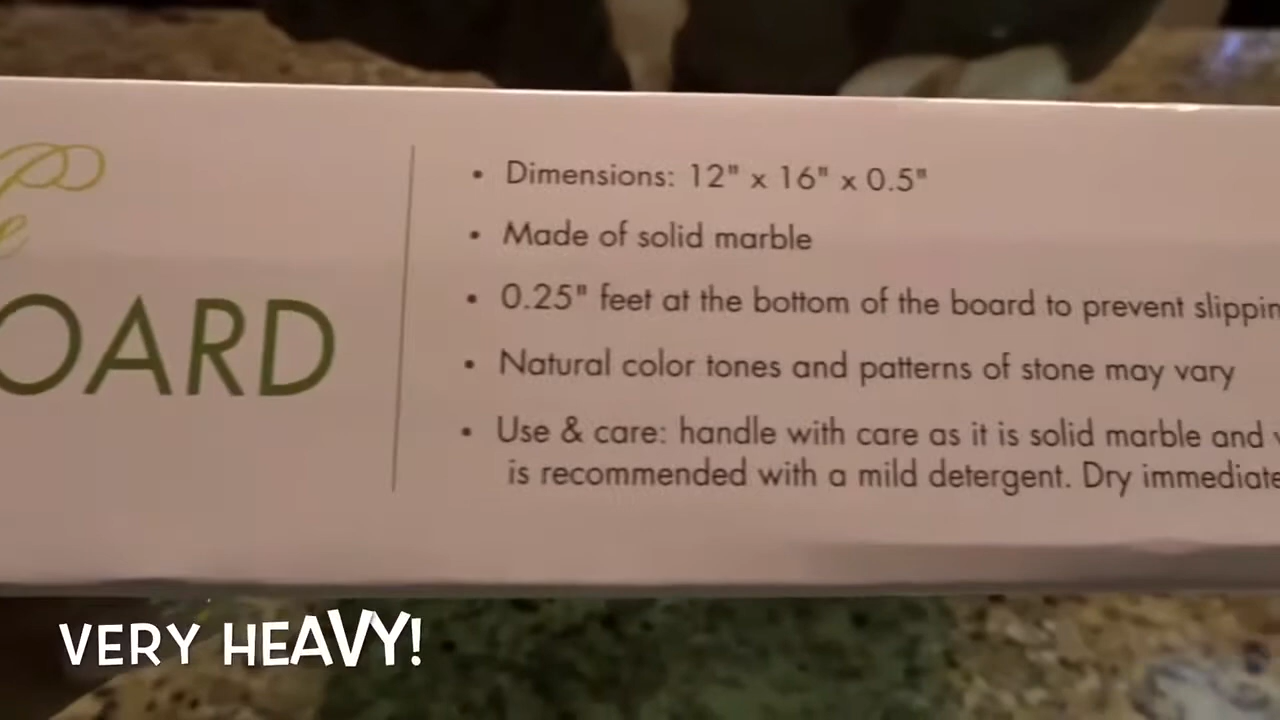 OARD
• Dimensions: 12" x 16" x 0.5"
• Made of solid marble
• 0.25" feet at the bottom of the board to prevent slippin
• Natural color tones and patterns of stone may vary
• Use & care: handle with care as it is solid marble and
is recommended with a mild detergent. Dry immediate
VERY HEAVY!